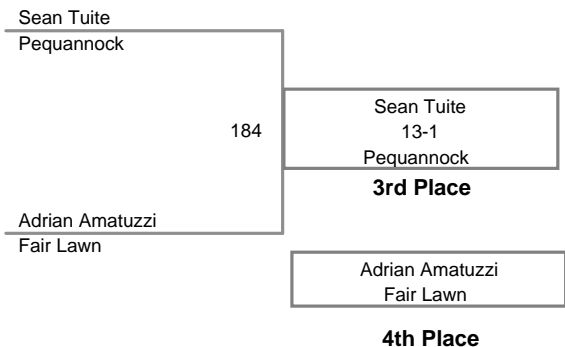 Sean Tuite
Pequannock
184
Sean Tuite
13-1
Pequannock
3rd Place
Adrian Amatuzzi
Fair Lawn
Adrian Amatuzzi
Fair Lawn
4th Place